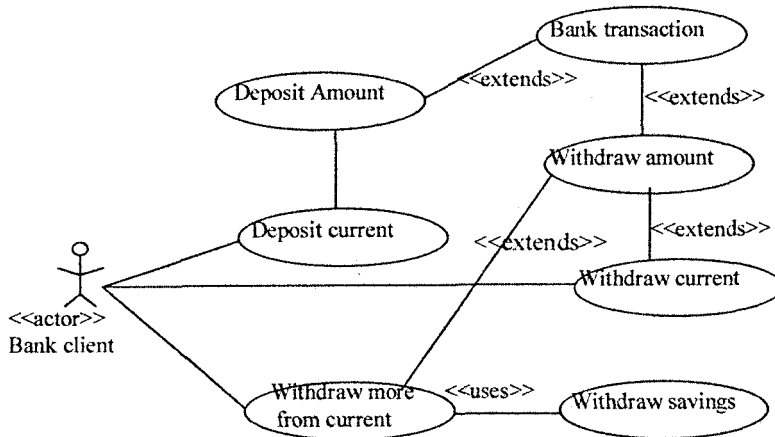 Bank transaction
Deposit Amount
<<extends>>
<<extends>>
Withdraw amount
Deposit current
<<extends>>
<<extends>>
Withdraw current
<<actor>>
Bank client
Withdraw more
from current
<<uses>>
Withdraw savings